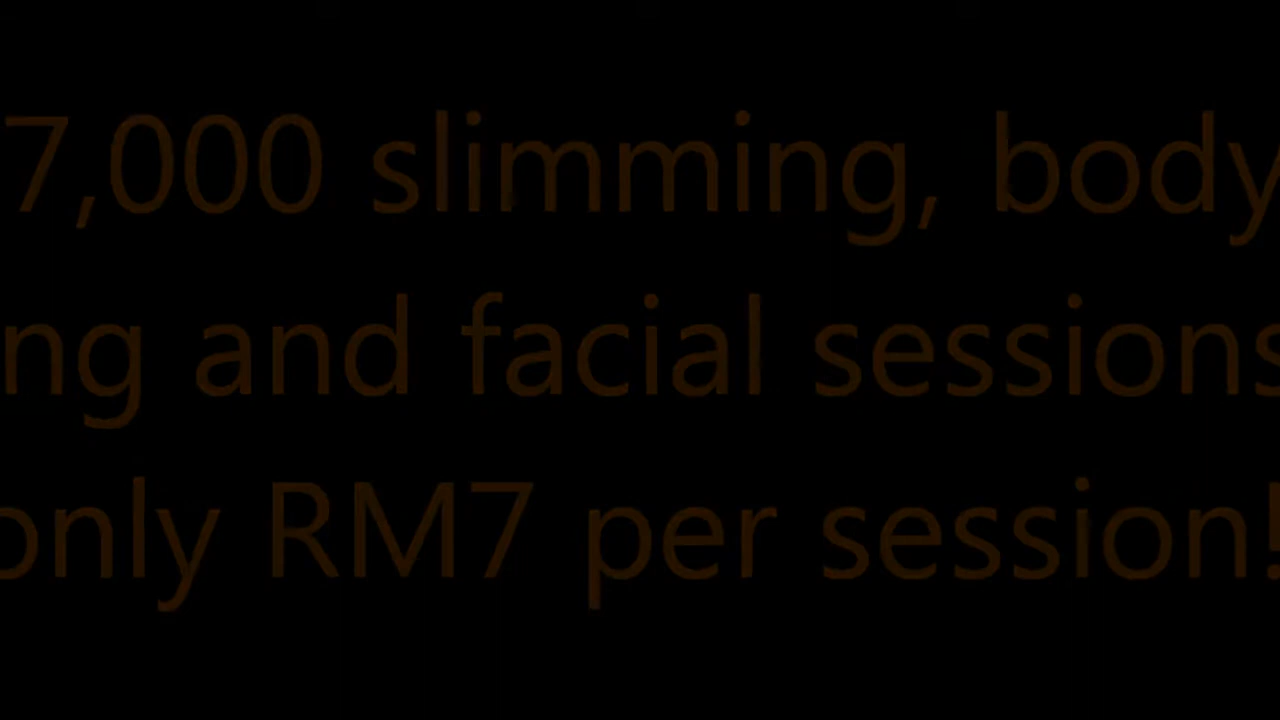 7,000 slimming, body
ng and facial sessions
only RM7 per session!